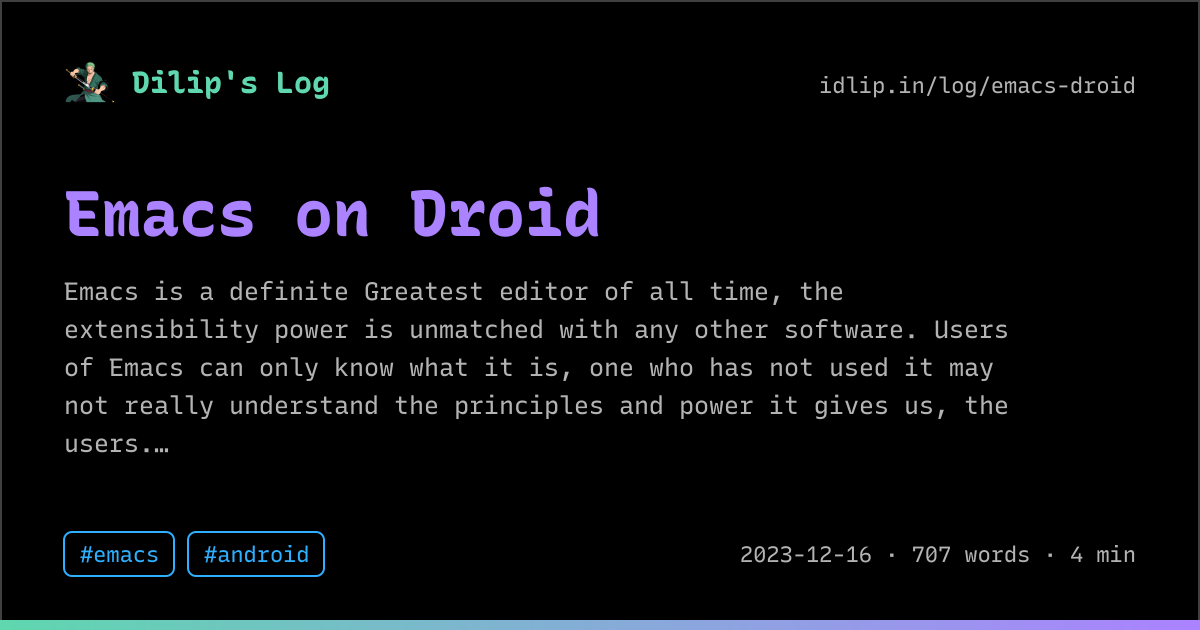 Dilip's Log
idlip.in/log/emacs-droid
Emacs on Droid
Emacs is a definite Greatest editor of all time, the
extensibility power is unmatched with any other software. Users
of Emacs can only know what it is, one who has not used it may
not really understand the principles and power it gives us, the
users.…
#emacs #android
2023-12-16 · 707 words · 4 min